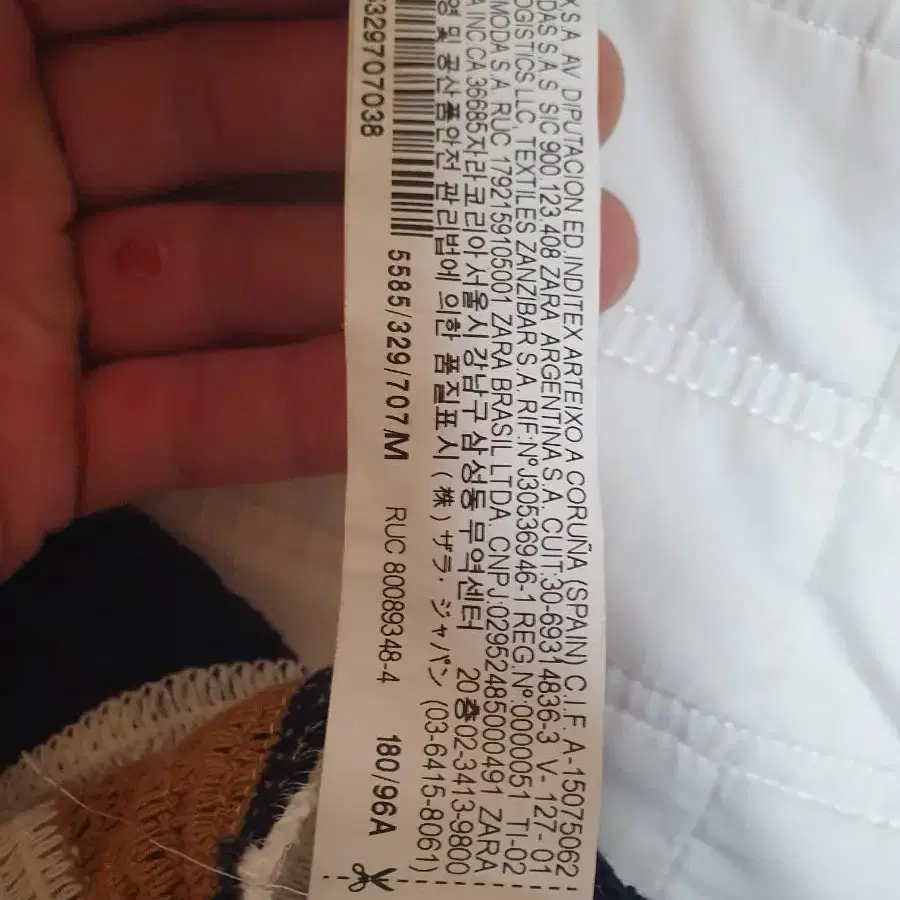 X S.A. AV. DIPUTACION ED.INDITEX ARTEIXO A CORUÑA (SPAIN) C.I.F. A-15075062
DAS S.A.S. SIC 900.123.408 ZARA ARGENTINA S.A. CUIT:30-69314836-3 V-127-01
OGISTICS LLC, TEXTILES ZANZIBAR S.A. RIF:NºJ30536946-1 REG.Nº:0000051 TI-02
MODA S.A. RUC 1792159105001 ZARA BRASIL LTDA. CNPJ:02952485000491 ZARA
A INC.CA 36685자라코리아서울시 강남구 삼성동 무역센터 20층02-3413-9800
및 공산품안전 관리법에 의한 품질표시 (株) ザラ・ジャパン (03-6415-8061)
5585/329/707/M RUC 80089348-4 180/96A
329707038